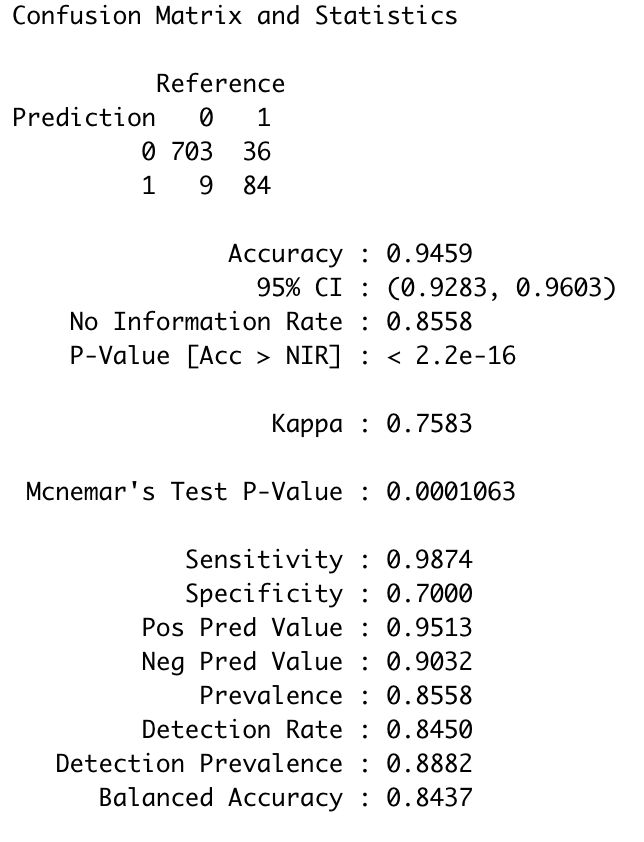 Confusion Matrix and Statistics

          Reference
Prediction   0   1
         0 703  36
         1   9  84

               Accuracy : 0.9459
                 95% CI : (0.9283, 0.9603)
    No Information Rate : 0.8558
    P-Value [Acc > NIR] : < 2.2e-16

                  Kappa : 0.7583

 Mcnemar's Test P-Value : 0.0001063

            Sensitivity : 0.9874
            Specificity : 0.7000
         Pos Pred Value : 0.9513
         Neg Pred Value : 0.9032
             Prevalence : 0.8558
         Detection Rate : 0.8450
   Detection Prevalence : 0.8882
      Balanced Accuracy : 0.8437